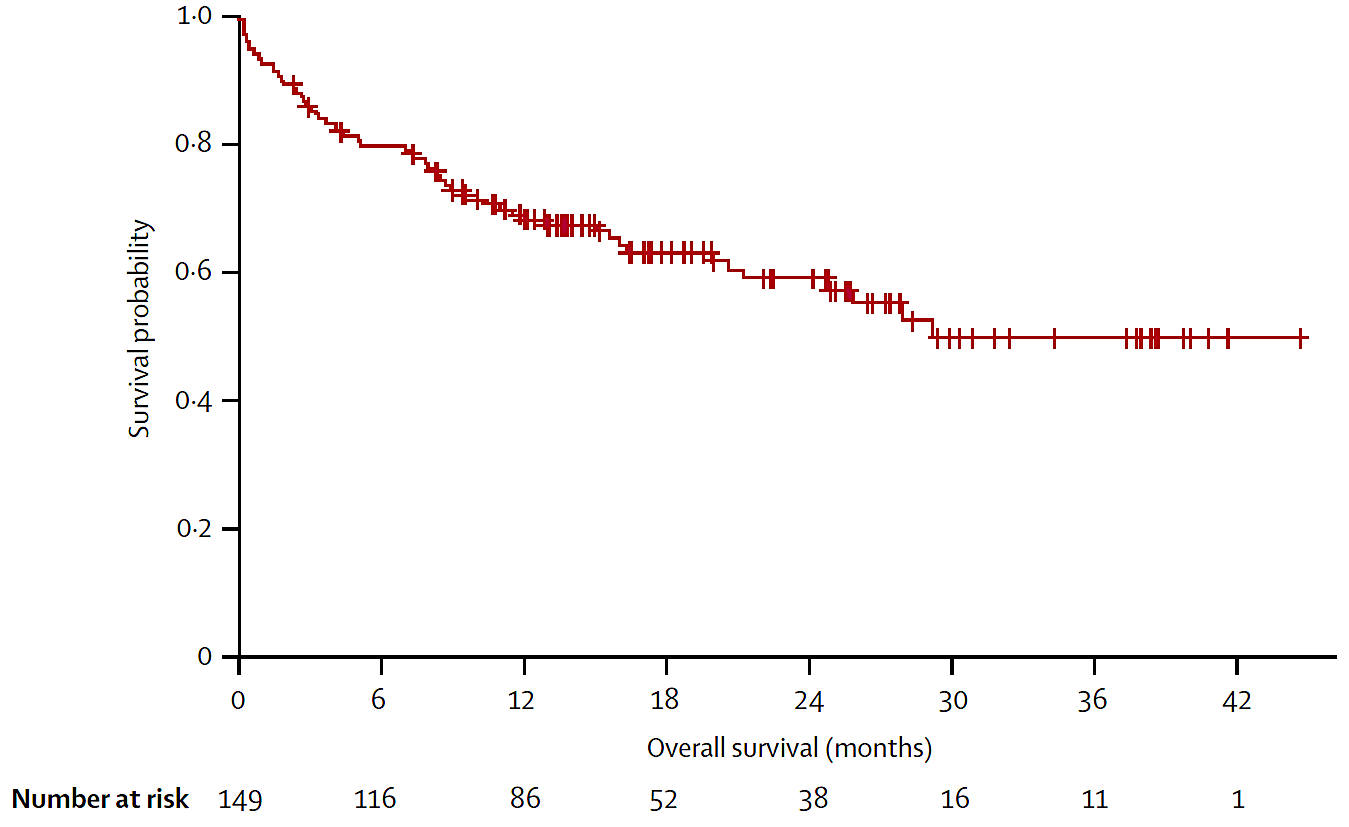 1·0
0·8
0·6
0·4
0·2
0
Survival probability
0 6 12 18 24 30 36 42
Overall survival (months)
Number at risk 149 116 86 52 38 16 11 1